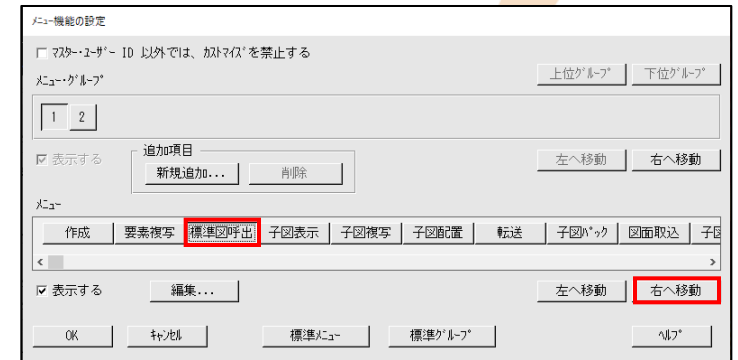 ﾒﾆｭｰ機能の設定
ﾏｽﾀｰ･ﾕｰｻﾞｰ ID 以外では、ｶｽﾀﾏｲｽﾞを禁止する
ﾒﾆｭｰ･ｸﾞﾙｰﾌﾟ 上位ｸﾞﾙｰﾌﾟ 下位ｸﾞﾙｰﾌﾟ
1 2
表示する 追加項目 新規追加... 削除 左へ移動 右へ移動
ﾒﾆｭｰ
作成 要素複写 標準図呼出 子図表示 子図複写 子図配置 転送 子図ﾊﾟｯｸ 図面取込 子図
表示する 編集... 左へ移動 右へ移動
OK ｷｬﾝｾﾙ 標準ﾒﾆｭｰ 標準ｸﾞﾙｰﾌﾟ ﾍﾙﾌﾟ